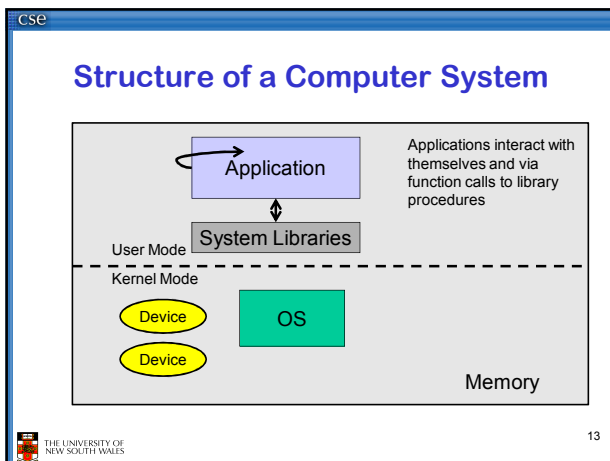 cse
Structure of a Computer System
Application
Applications interact with
themselves and via
function calls to library
procedures
System Libraries
User Mode
Kernel Mode
Device
OS
Device
Memory
THE UNIVERSITY OF
NEW SOUTH WALES
13